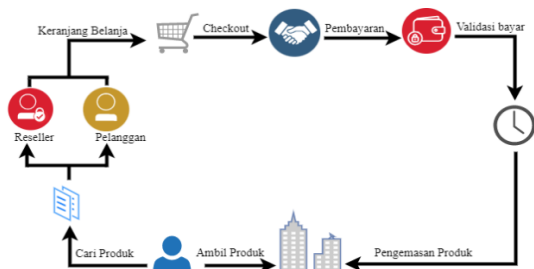 Keranjang Belanja
Checkout
Pembayaran
Validasi bayar
Reseller
Pelanggan
Cari Produk
Ambil Produk
Pengemasan Produk